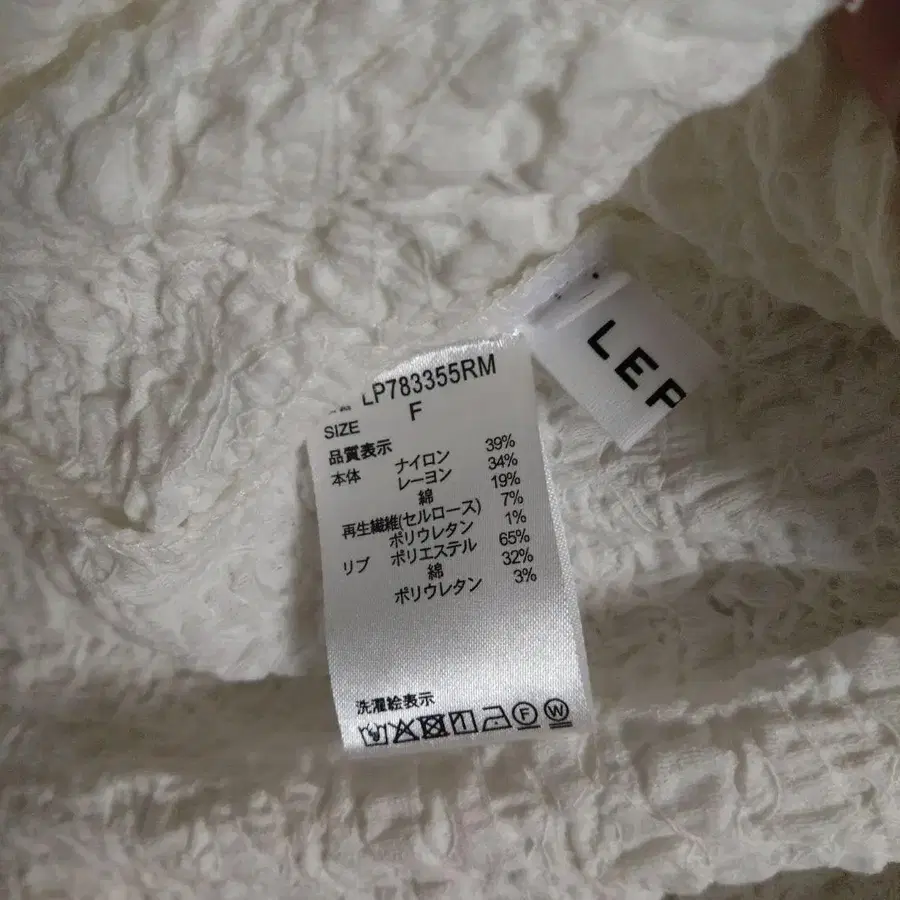 LP783355RM
SIZE F
品質表示
本体 ナイロン 39%
レーヨン 34%
綿 19%
再生繊維(セルロース) 7%
ポリウレタン 1%
リブ ポリエステル 65%
綿 32%
ポリウレタン 3%
洗濯絵表示
F W
LEP